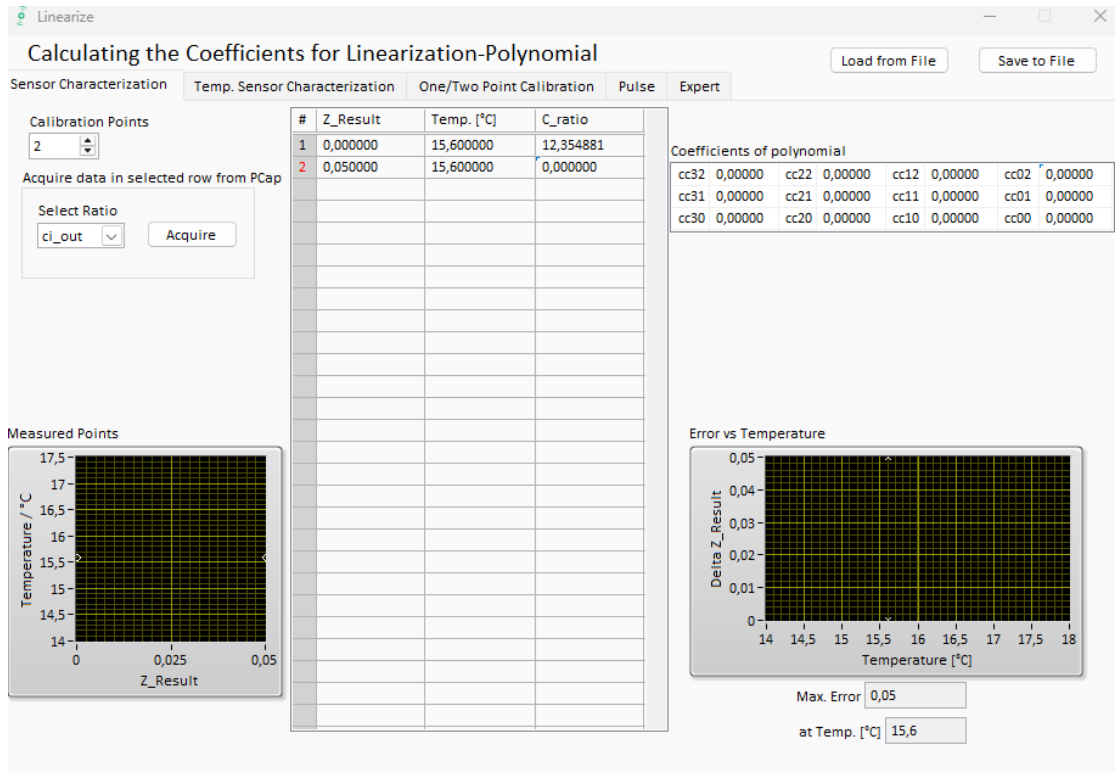 Linearize
Calculating the Coefficients for Linearization-Polynomial
Load from File
Save to File
Sensor Characterization
Temp. Sensor Characterization
One/Two Point Calibration
Pulse
Expert
Calibration Points
2
Acquire data in selected row from PCap
Select Ratio
ci_out
Acquire
# Z_Result Temp. [°C] C_ratio
1 0,000000 15,600000 12,354881
2 0,050000 15,600000 0,000000
Coefficients of polynomial
cc32 0,00000 cc22 0,00000 cc12 0,00000 cc02 0,00000
cc31 0,00000 cc21 0,00000 cc11 0,00000 cc01 0,00000
cc30 0,00000 cc20 0,00000 cc10 0,00000 cc00 0,00000
Measured Points
Temperature / °C
17,5
17
16,5
16
15,5
15
14,5
14
0 0,025 0,05
Z_Result
Error vs Temperature
Delta Z_Result
0,05
0,04
0,03
0,02
0,01
0
14 14,5 15 15,5 16 16,5 17 17,5 18
Temperature [°C]
Max. Error 0,05
at Temp. [°C] 15,6